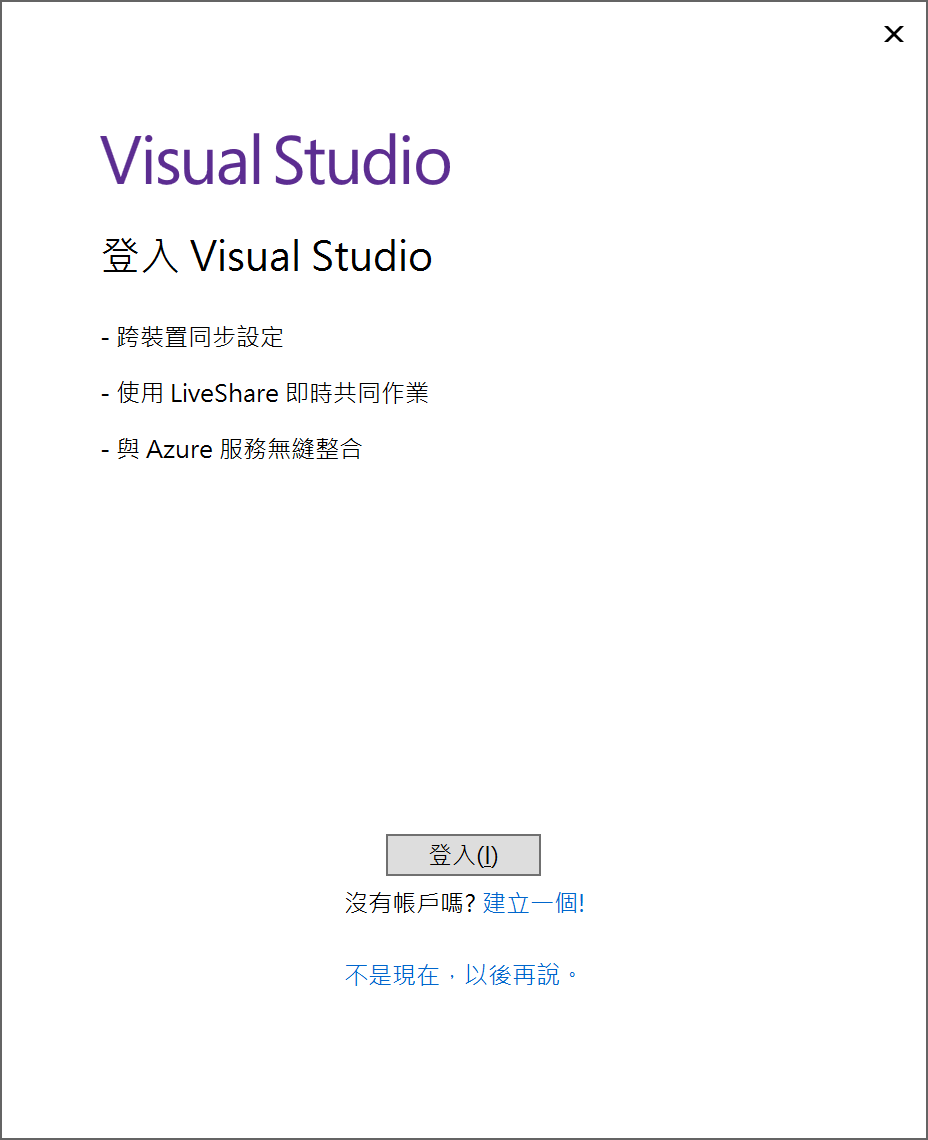 Visual Studio
登入 Visual Studio
- 跨裝置同步設定
- 使用 LiveShare 即時共同作業
- 與 Azure 服務無縫整合
登入(I)
沒有帳戶嗎? 建立一個!
不是現在，以後再說。